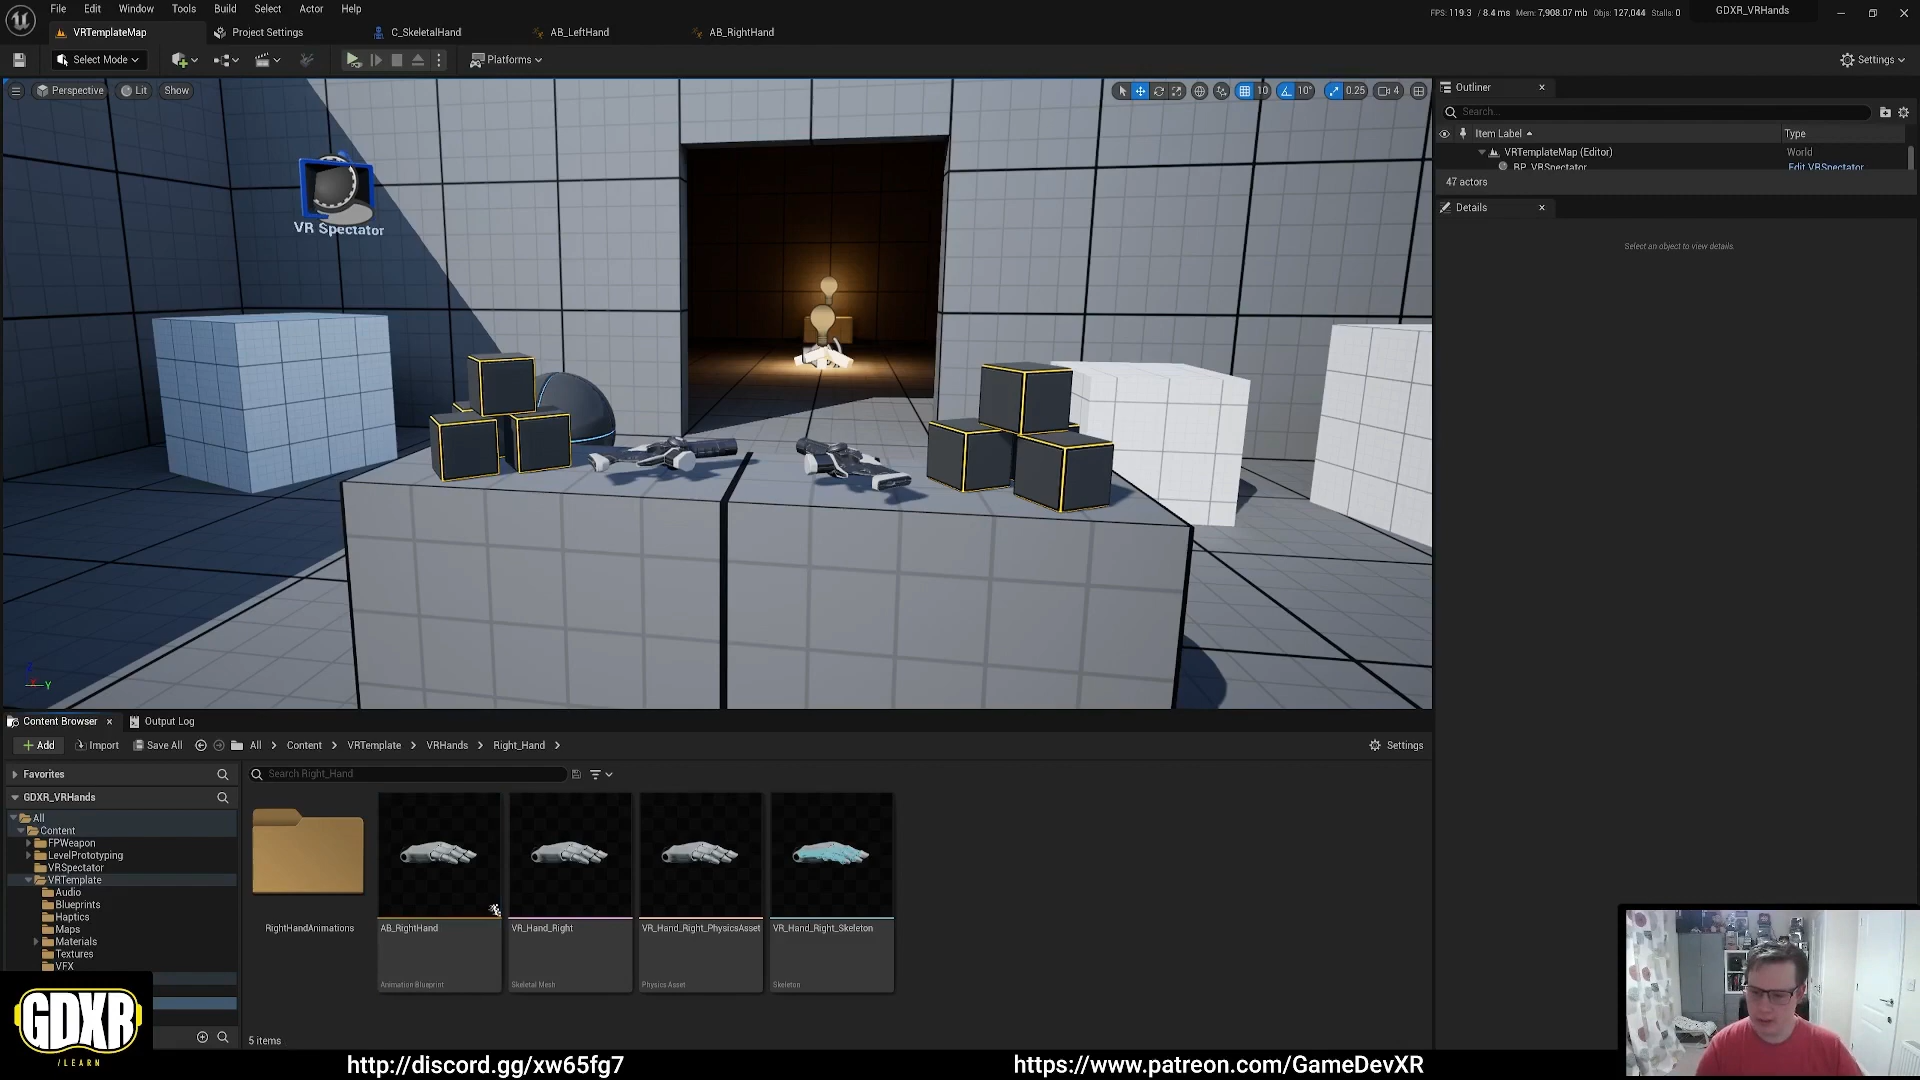 File Edit Window Tools Build Select Actor Help
FPS: 119.3 / 8.4 ms Mem: 7,908.07 mb Objs: 127,044 Stalls: 0
GDXR_VRHands
VRTemplateMap
Project Settings
C_SkeletalHand
AB_LeftHand
AB_RightHand
Select Mode
Platforms
Settings
Perspective
Lit
Show
10
10°
0.25
4
VR Spectator
Y
Outliner
Search...
Item Label
Type
VRTemplateMap (Editor)
World
BP_VRSpectator
Edit VRSpectator
47 actors
Details
Select an object to view details.
Content Browser
Output Log
Add
Import
Save All
All
Content
VRTemplate
VRHands
Right_Hand
Settings
Favorites
Search Right_Hand
GDXR_VRHands
All
Content
FPWeapon
LevelPrototyping
VRSpectator
VRTemplate
Audio
Blueprints
Haptics
Maps
Materials
Textures
VFX
RightHandAnimations
AB_RightHand
Animation Blueprint
VR_Hand_Right
Skeletal Mesh
VR_Hand_Right_PhysicsAsset
Physics Asset
VR_Hand_Right_Skeleton
Skeleton
5 items
GDXR
/LEARN
http://discord.gg/xw65fg7
https://www.patreon.com/GameDevXR